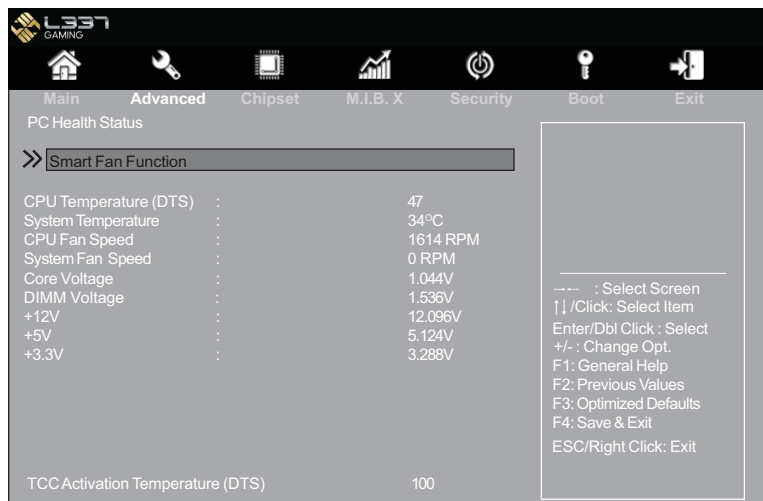 L337
GAMING
Main Advanced Chipset M.I.B. X Security Boot Exit
PC Health Status
>> Smart Fan Function
CPU Temperature (DTS) : 47
System Temperature : 34°C
CPU Fan Speed : 1614 RPM
System Fan Speed : 0 RPM
Core Voltage : 1.044V
DIMM Voltage : 1.536V
+12V : 12.096V
+5V : 5.124V
+3.3V : 3.288V
TCC Activation Temperature (DTS) 100
→← : Select Screen
↑↓/Click: Select Item
Enter/Dbl Click : Select
+/- : Change Opt.
F1: General Help
F2: Previous Values
F3: Optimized Defaults
F4: Save & Exit
ESC/Right Click: Exit